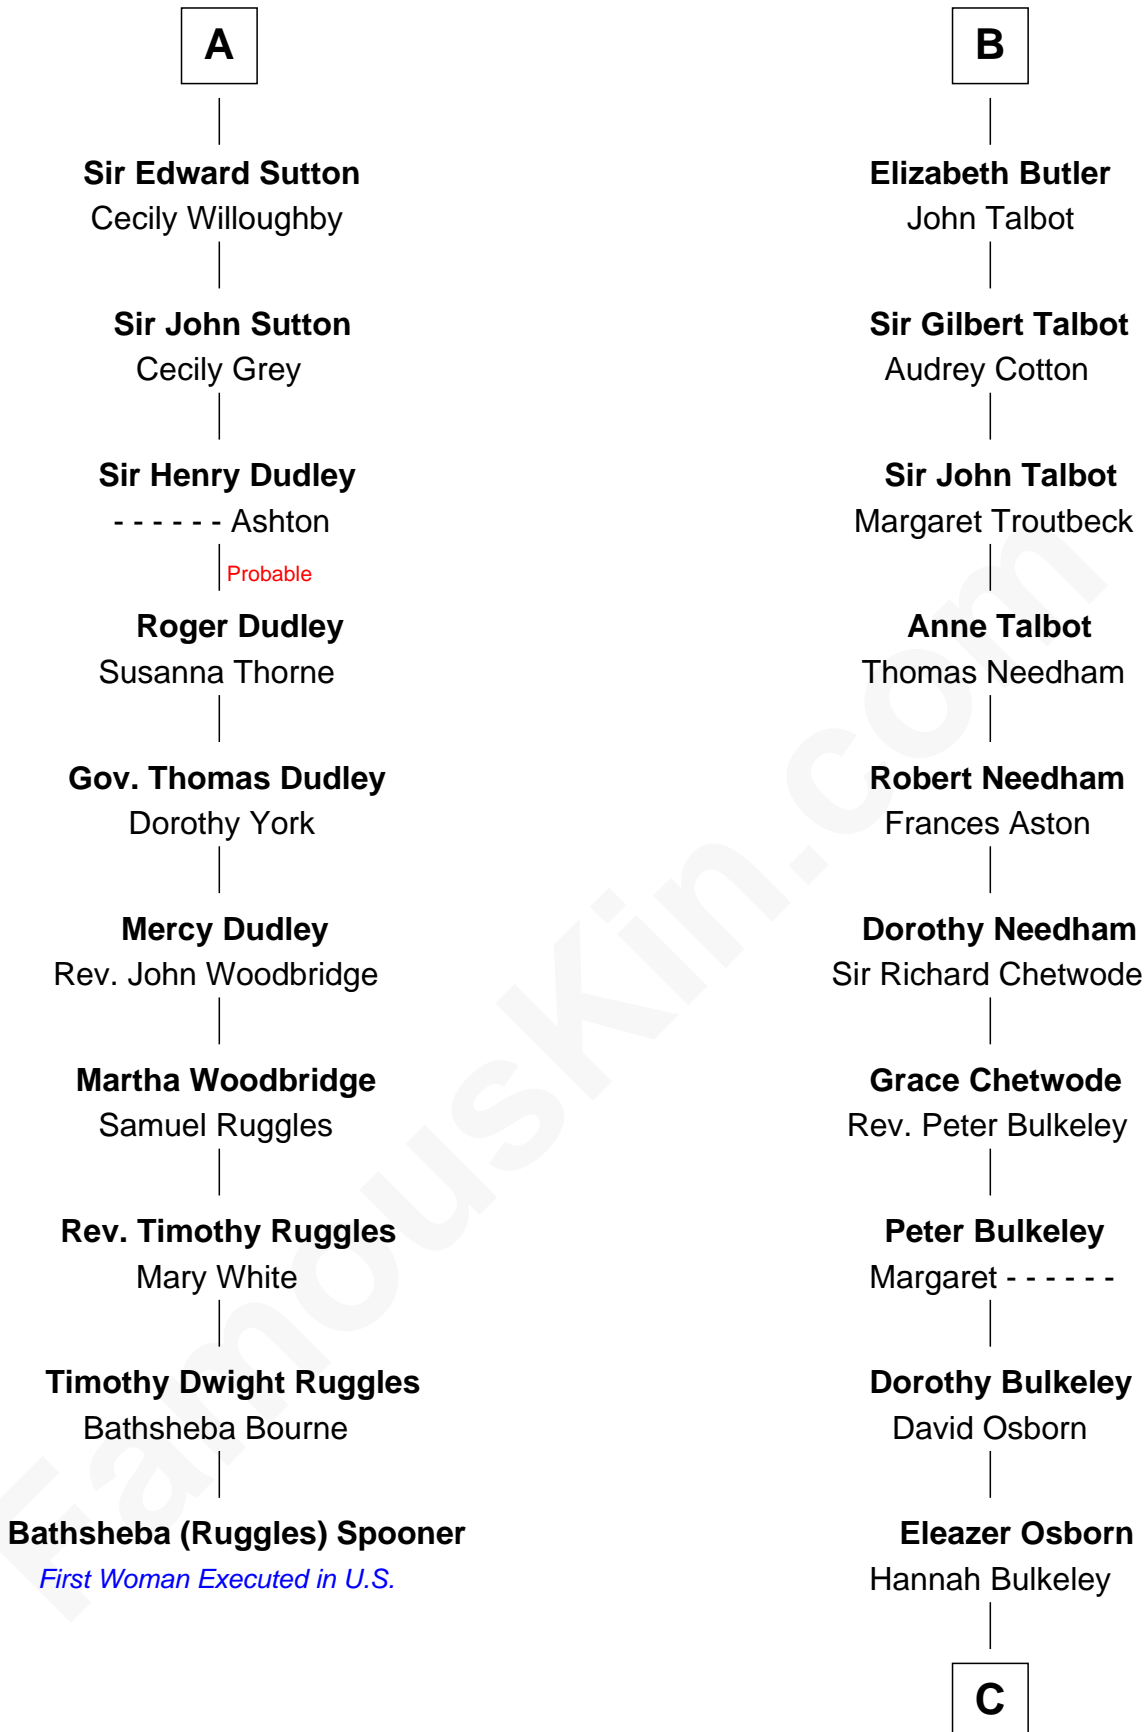 A
Sir Edward Sutton
Cecily Willoughby
Sir John Sutton
Cecily Grey
Sir Henry Dudley
- - - - - - Ashton
Probable
Roger Dudley
Susanna Thorne
Gov. Thomas Dudley
Dorothy York
Mercy Dudley
Rev. John Woodbridge
Martha Woodbridge
Samuel Ruggles
Rev. Timothy Ruggles
Mary White
Timothy Dwight Ruggles
Bathsheba Bourne
Bathsheba (Ruggles) Spooner
First Woman Executed in U.S.
B
Elizabeth Butler
John Talbot
Sir Gilbert Talbot
Audrey Cotton
Sir John Talbot
Margaret Troutbeck
Anne Talbot
Thomas Needham
Robert Needham
Frances Aston
Dorothy Needham
Sir Richard Chetwode
Grace Chetwode
Rev. Peter Bulkeley
Peter Bulkeley
Margaret - - - - - -
Dorothy Bulkeley
David Osborn
Eleazer Osborn
Hannah Bulkeley
C
FamousKin.com